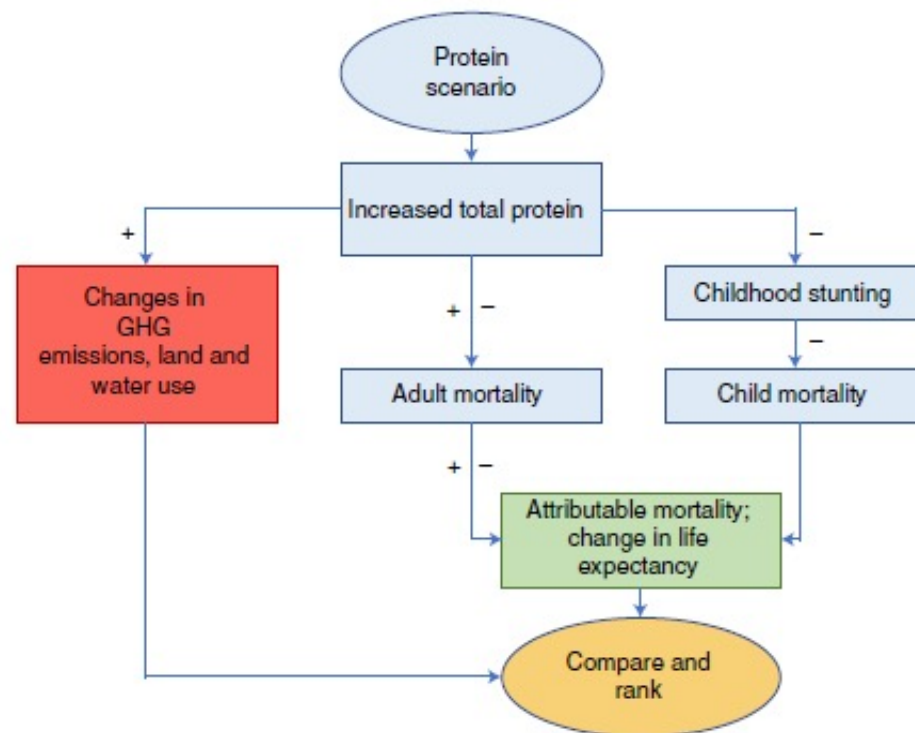 Protein
scenario
Increased total protein
+
–
Changes in
GHG
emissions, land and
water use
+ –
Childhood stunting
–
Adult mortality
Child mortality
+ –
Attributable mortality;
change in life
expectancy
Compare and
rank